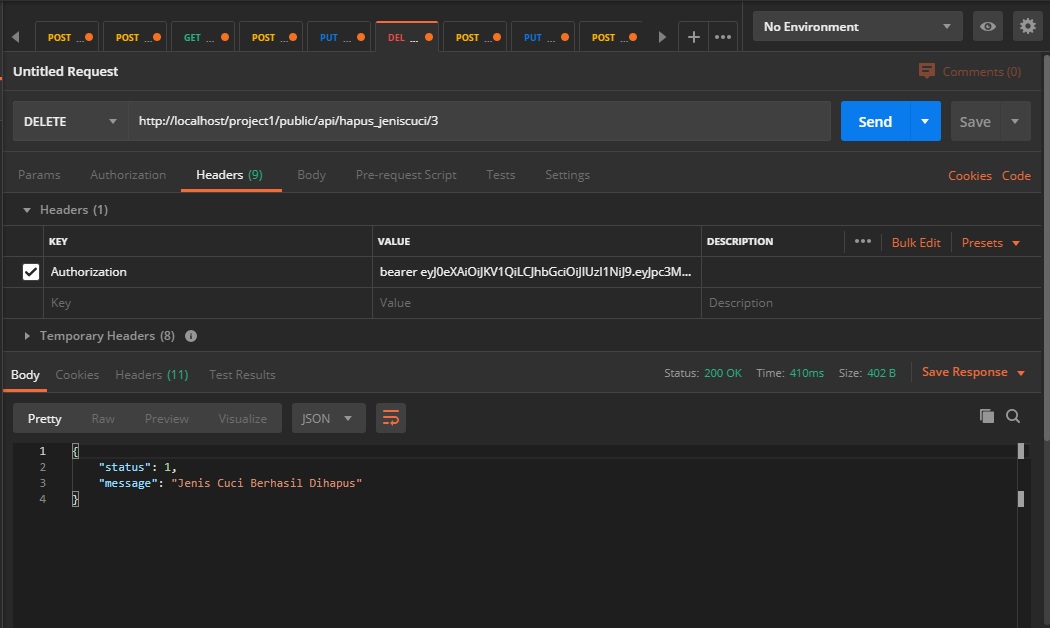 POST ... POST ... GET ... POST ... PUT ... DEL ... POST ... PUT ... POST ... + ••• No Environment
Untitled Request Comments (0)
DELETE http://localhost/project1/public/api/hapus_jeniscuci/3 Send Save
Params Authorization Headers (9) Body Pre-request Script Tests Settings Cookies Code
Headers (1)
KEY VALUE DESCRIPTION ••• Bulk Edit Presets
Authorization bearer eyJ0eXAiOiJKV1QiLCJhbGciOiJIUzI1NiJ9.eyJpc3M...
Key Value Description
Temporary Headers (8)
Body Cookies Headers (11) Test Results Status: 200 OK Time: 410ms Size: 402 B Save Response
Pretty Raw Preview Visualize JSON
1 {
2 "status": 1,
3 "message": "Jenis Cuci Berhasil Dihapus"
4 }